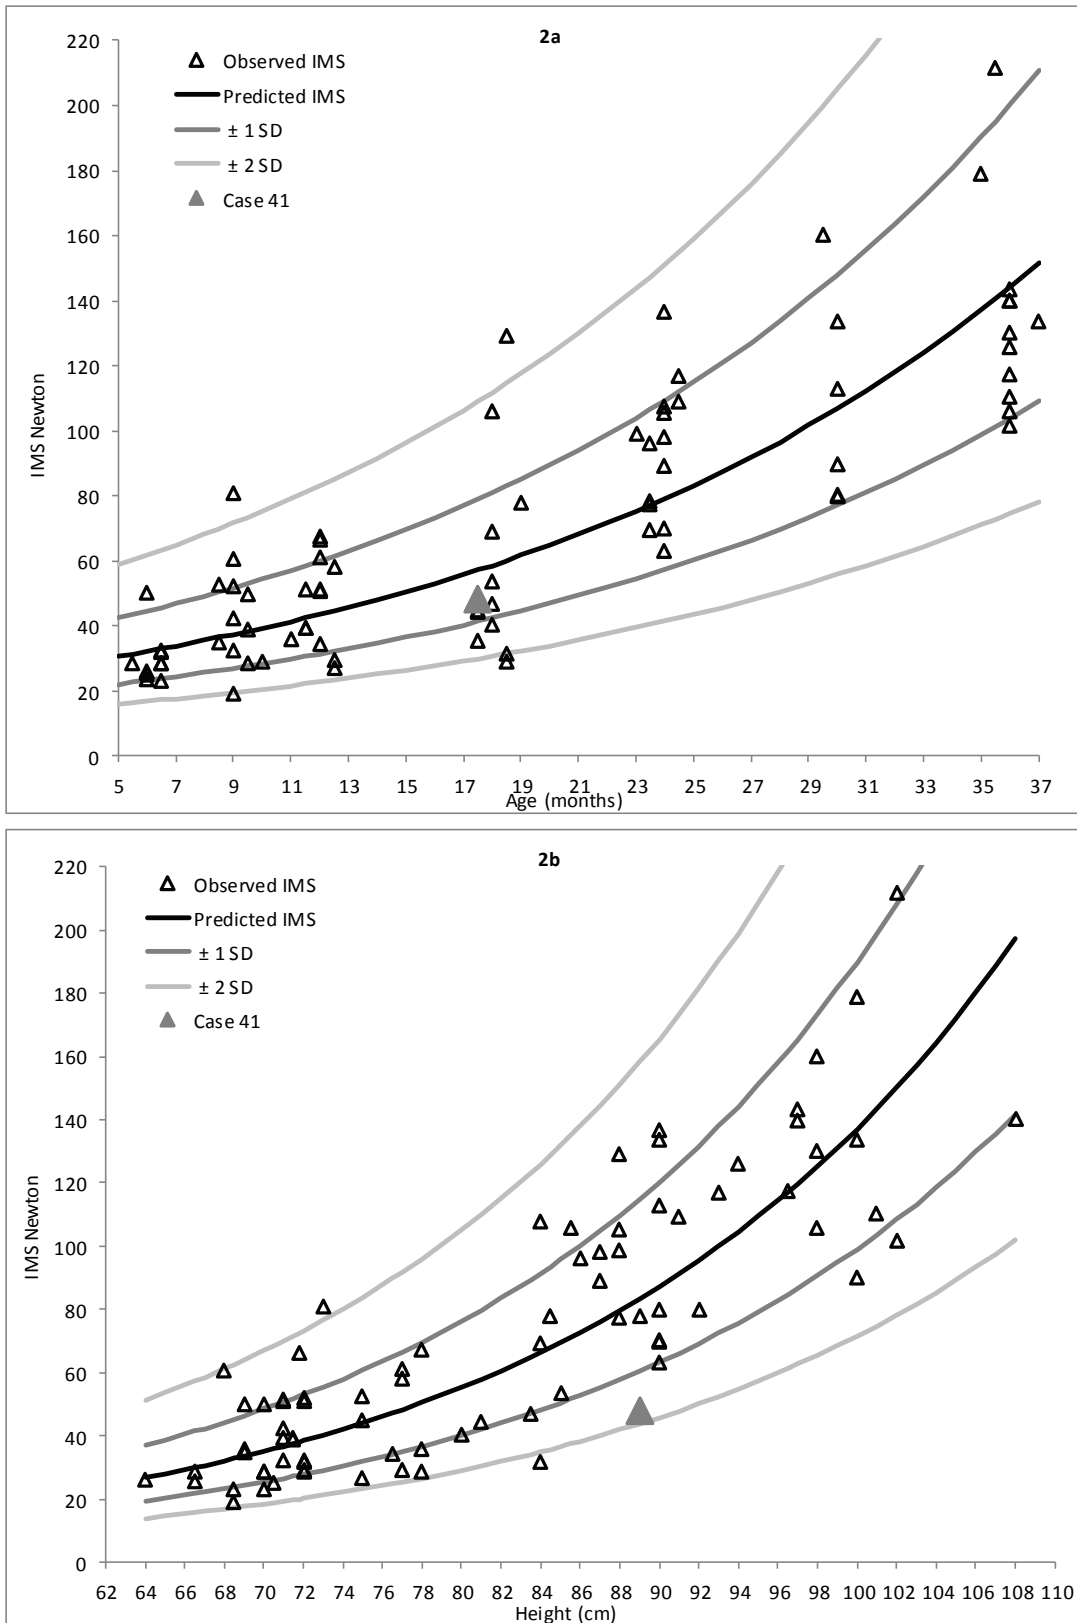 2a
220
200
180
160
140
120
100
80
60
40
20
0
IMS Newton
Observed IMS
Predicted IMS
± 1 SD
± 2 SD
Case 41
5 7 9 11 13 15 17 19 21 23 25 27 29 31 33 35 37
Age (months)
2b
220
200
180
160
140
120
100
80
60
40
20
0
IMS Newton
Observed IMS
Predicted IMS
± 1 SD
± 2 SD
Case 41
62 64 66 68 70 72 74 76 78 80 82 84 86 88 90 92 94 96 98 100 102 104 106 108 110
Height (cm)